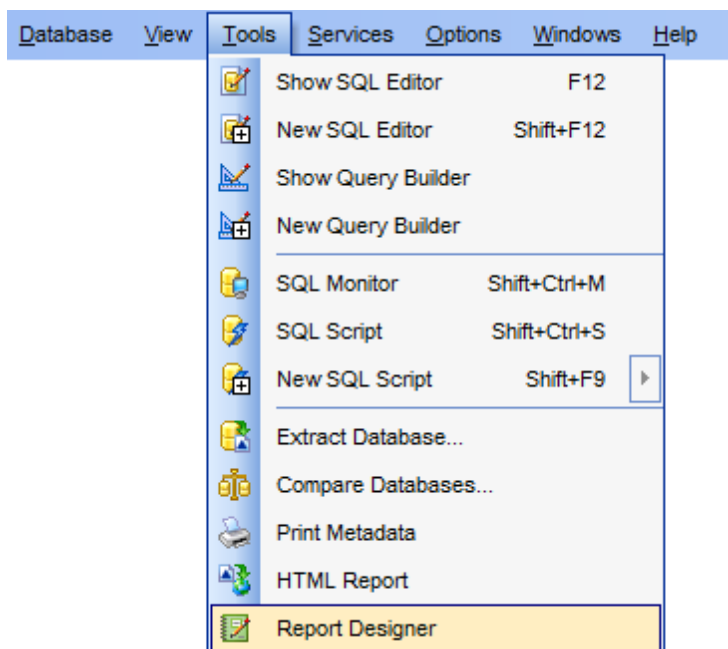 Database View Tools Services Options Windows Help
Show SQL Editor F12
New SQL Editor Shift+F12
Show Query Builder
New Query Builder
SQL Monitor Shift+Ctrl+M
SQL Script Shift+Ctrl+S
New SQL Script Shift+F9
Extract Database...
Compare Databases...
Print Metadata
HTML Report
Report Designer